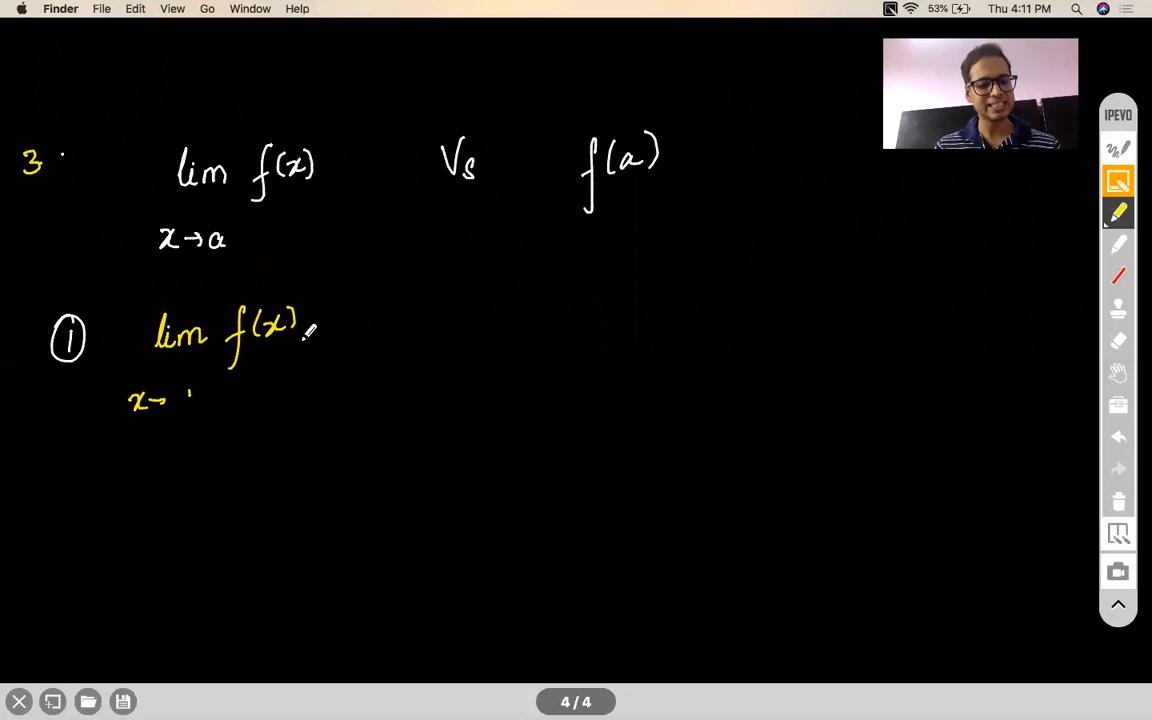 Finder File Edit View Go Window Help 53% Thu 4:11 PM
IPEVO
3. lim f(x) Vs f(a)
x→a
① lim f(x)
x→ '
4 / 4